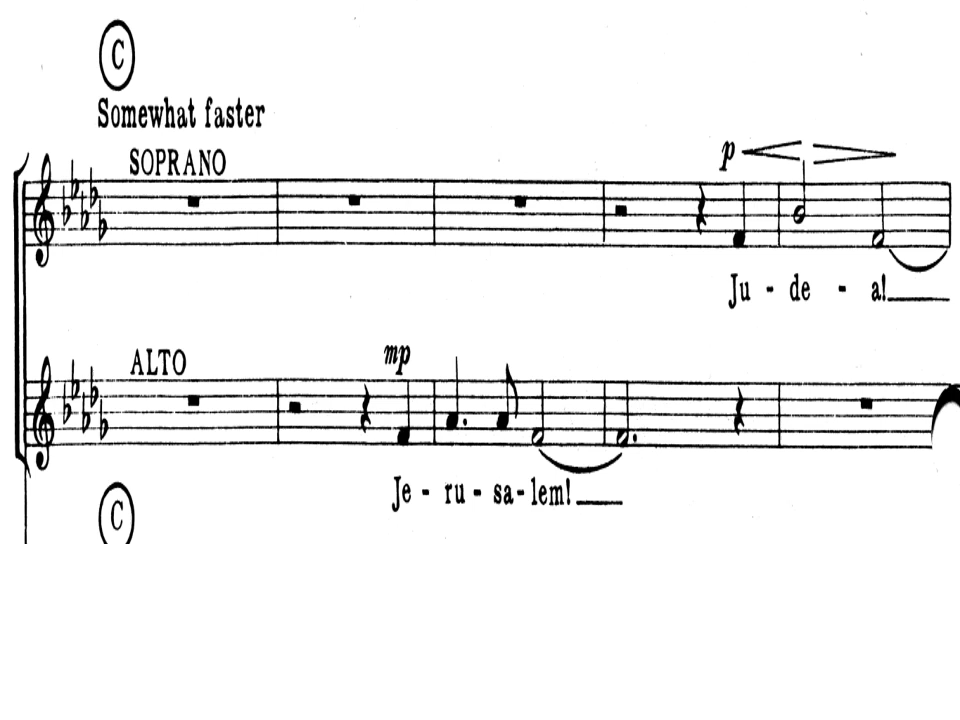 C
Somewhat faster
SOPRANO
p
Ju - de - a!
ALTO
mp
Je - ru - sa - lem!
C